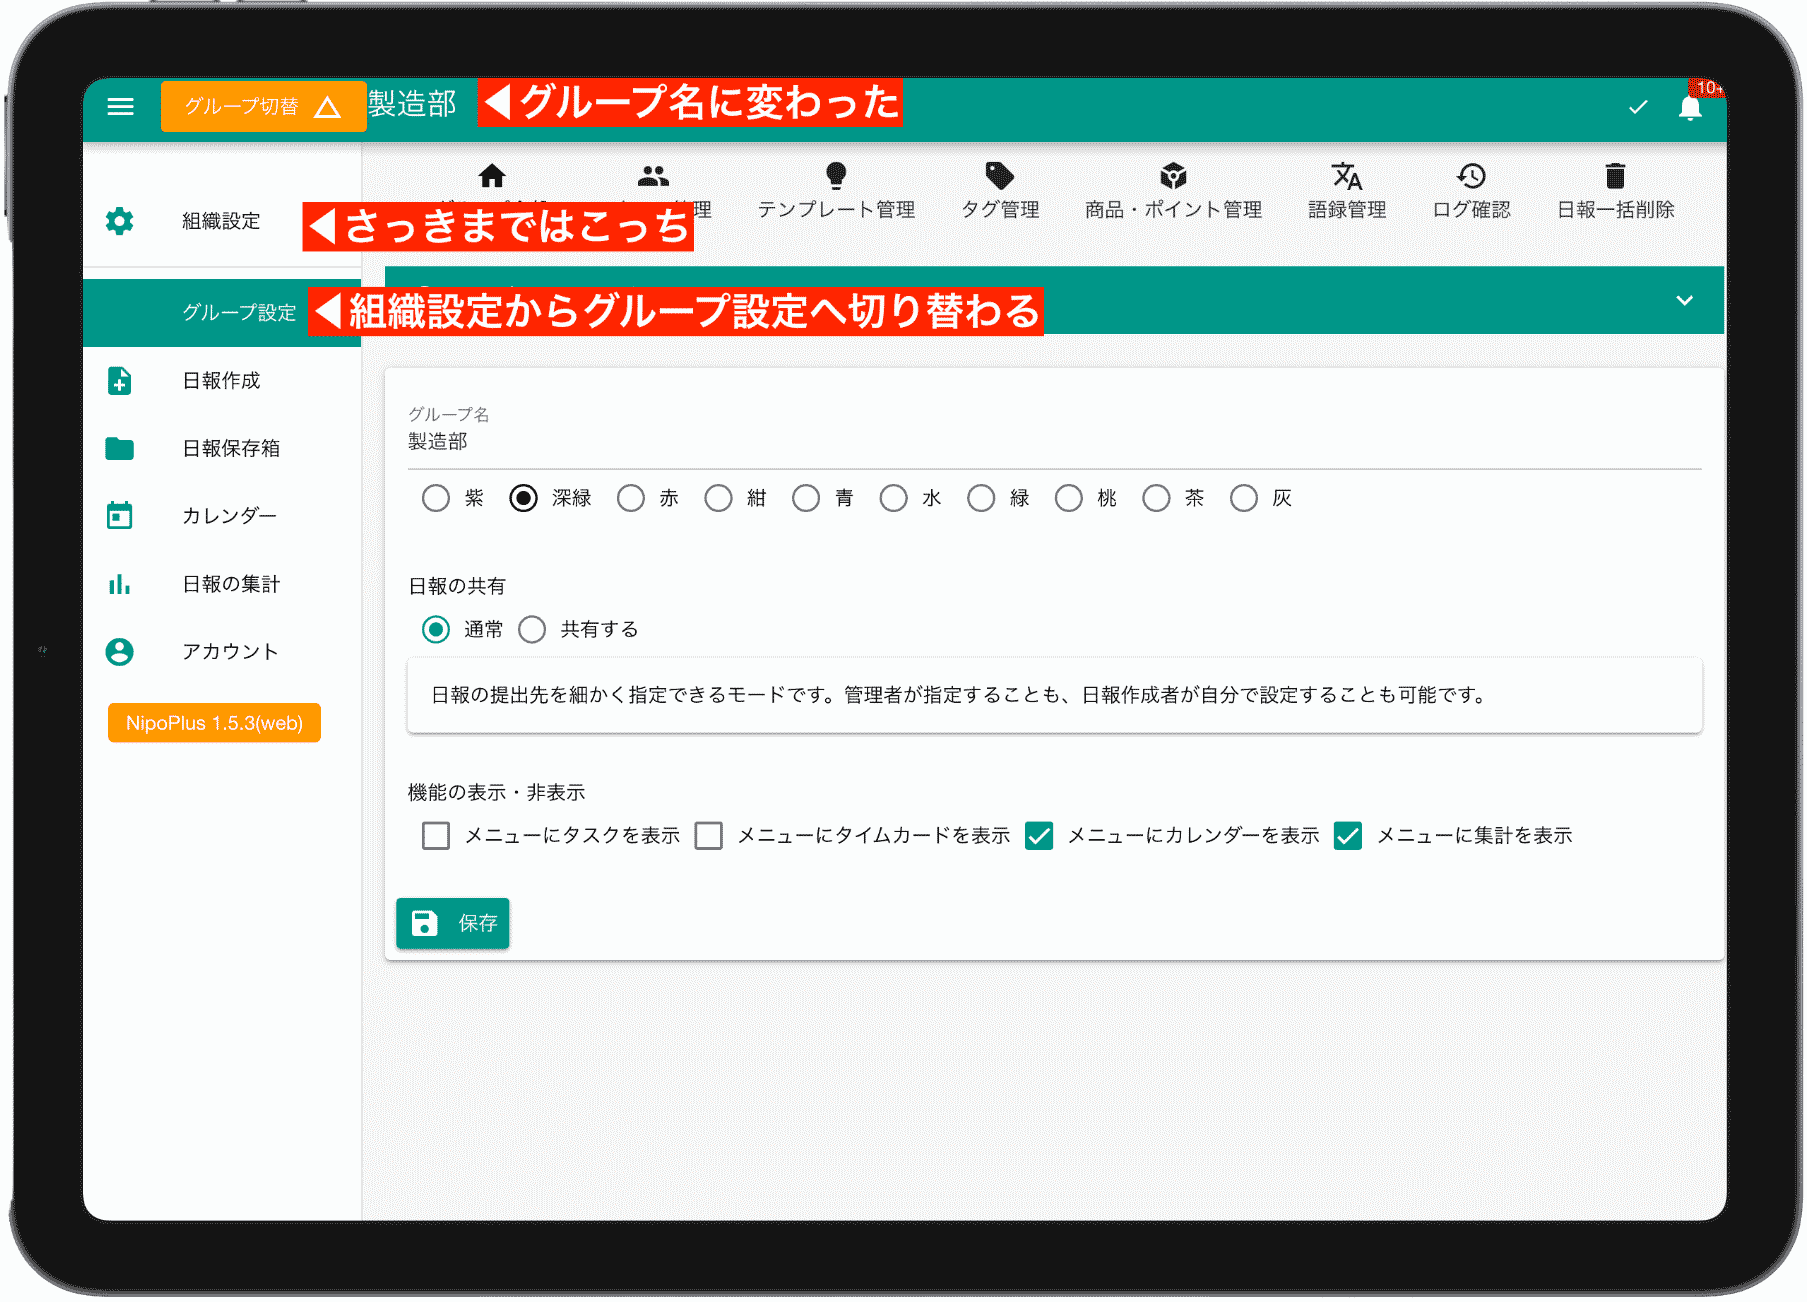 グループ切替 製造部 ◀グループ名に変わった
10+
組織設定 ◀さっきまではこっち
理 テンプレート管理 タグ管理 商品・ポイント管理 語録管理 ログ確認 日報一括削除
グループ設定 ◀組織設定からグループ設定へ切り替わる
日報作成
日報保存箱
カレンダー
日報の集計
アカウント
NipoPlus 1.5.3(web)
グループ名
製造部
紫 深緑 赤 紺 青 水 緑 桃 茶 灰
日報の共有
通常 共有する
日報の提出先を細かく指定できるモードです。管理者が指定することも、日報作成者が自分で設定することも可能です。
機能の表示・非表示
メニューにタスクを表示 メニューにタイムカードを表示 メニューにカレンダーを表示 メニューに集計を表示
保存